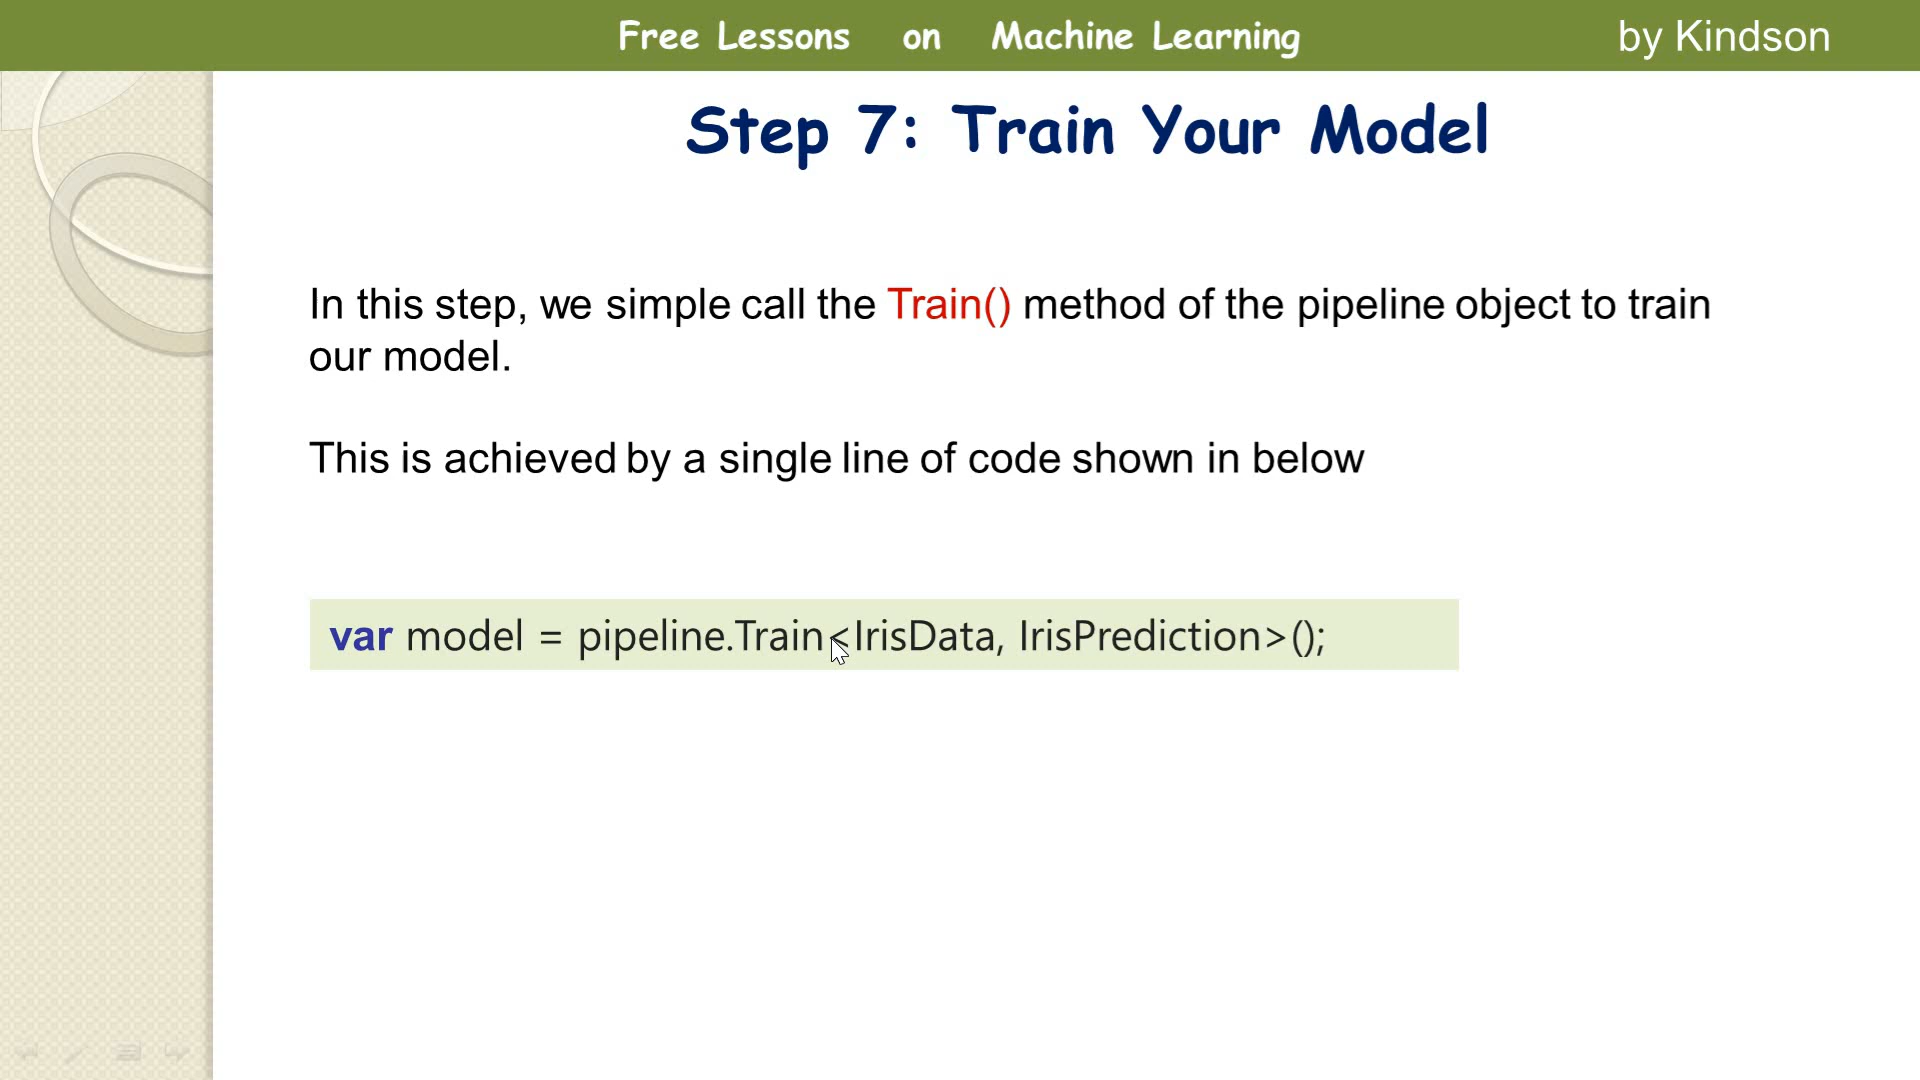 Free Lessons on Machine Learning by Kindson
Step 7: Train Your Model
In this step, we simple call the Train() method of the pipeline object to train
our model.
This is achieved by a single line of code shown in below
var model = pipeline.Train<IrisData, IrisPrediction>();